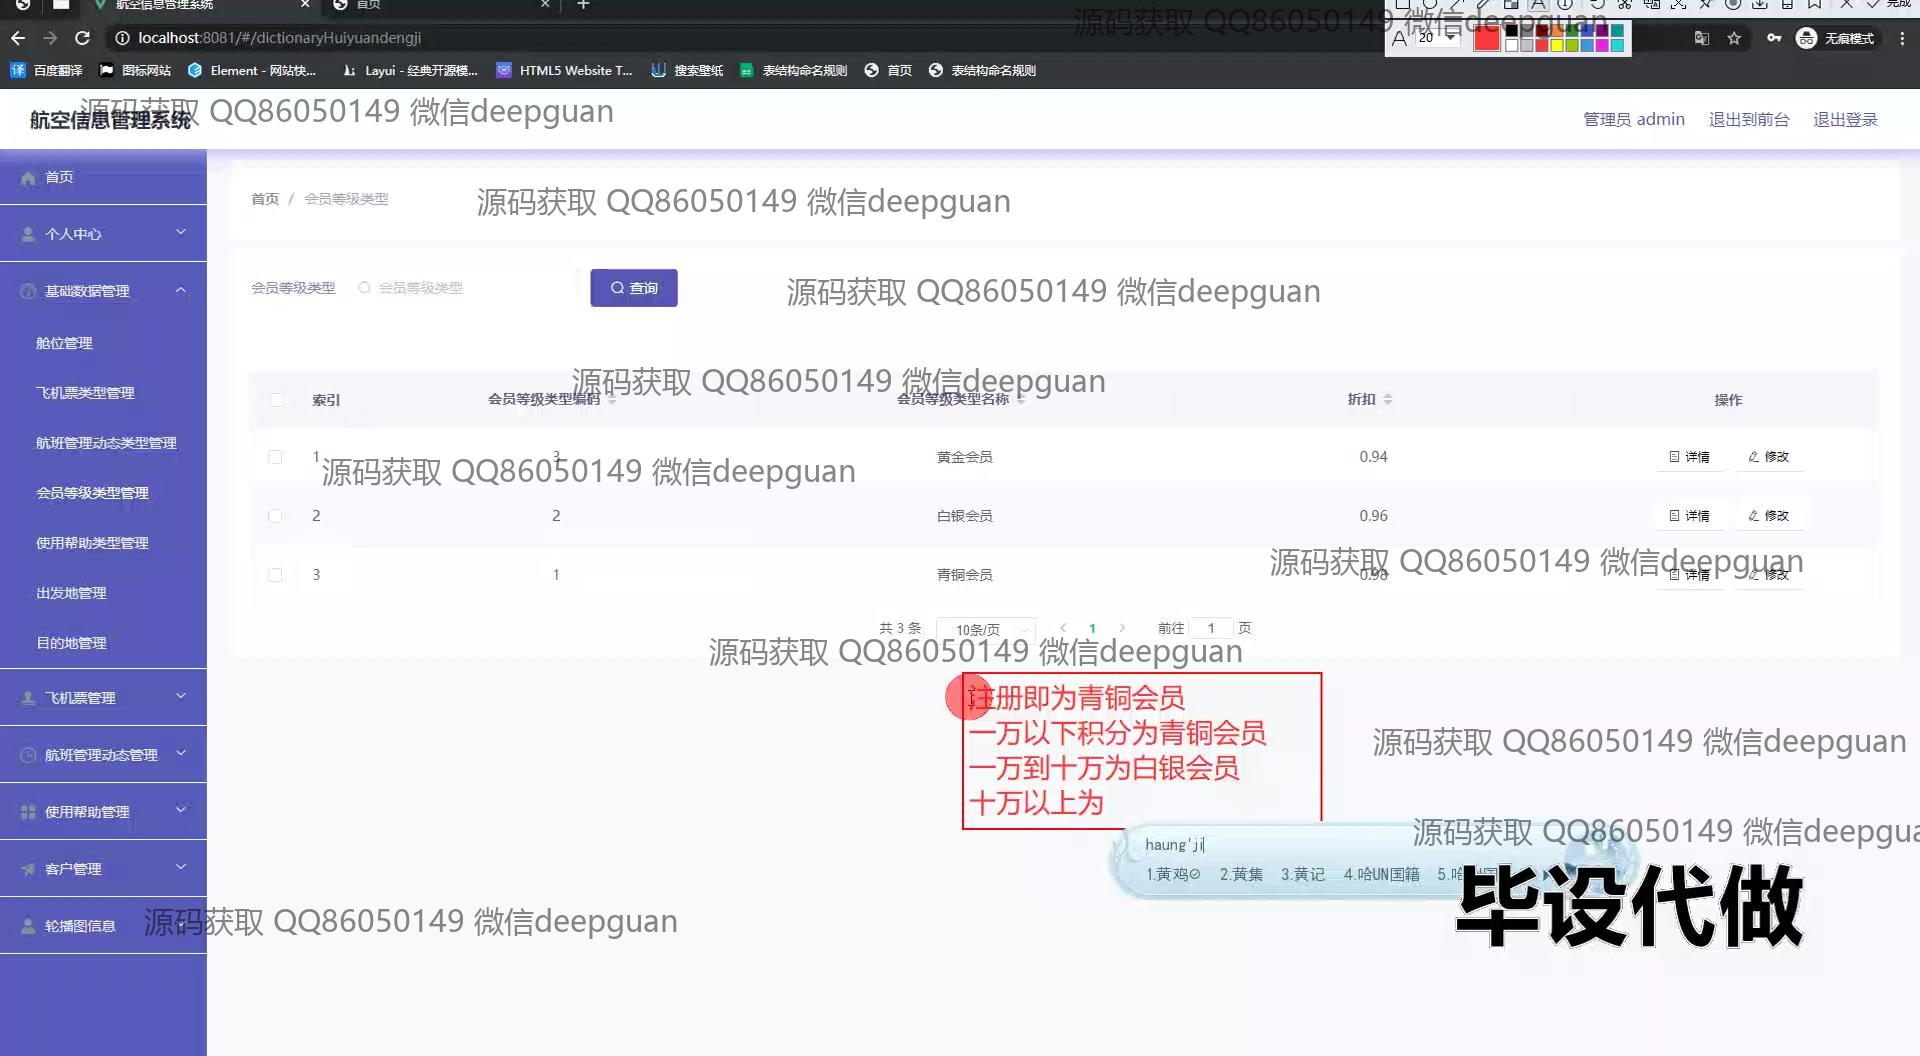 航空信息管理系统
首页
完成
localhost:8081/#/dictionaryHuiyuandengji
A 20
无痕模式
百度翻译 图标网站 Element - 网站快... Layui - 经典开源模... HTML5 Website T... 搜索壁纸 表结构命名规则 首页 表结构命名规则
源码获取 QQ86050149 微信deepguan
航空信息管理系统
源码获取 QQ86050149 微信deepguan
管理员 admin 退出到前台 退出登录
首页
个人中心
基础数据管理
舱位管理
飞机票类型管理
航班管理动态类型管理
会员等级类型管理
使用帮助类型管理
出发地管理
目的地管理
飞机票管理
航班管理动态管理
使用帮助管理
客户管理
轮播图信息
首页 / 会员等级类型
源码获取 QQ86050149 微信deepguan
会员等级类型 会员等级类型 查询
源码获取 QQ86050149 微信deepguan
源码获取 QQ86050149 微信deepguan
索引 会员等级类型编码 会员等级类型名称 折扣 操作
1 3 黄金会员 0.94 详情 修改
源码获取 QQ86050149 微信deepguan
2 2 白银会员 0.96 详情 修改
源码获取 QQ86050149 微信deepguan
3 1 青铜会员 0.98 详情 修改
共 3 条 10条/页 1 前往 1 页
源码获取 QQ86050149 微信deepguan
注册即为青铜会员
一万以下积分为青铜会员
一万到十万为白银会员
十万以上为
源码获取 QQ86050149 微信deepguan
源码获取 QQ86050149 微信deepgua
haung'ji
1.黄鸡 2.黄集 3.黄记 4.哈UN国籍
毕设代做
源码获取 QQ86050149 微信deepguan